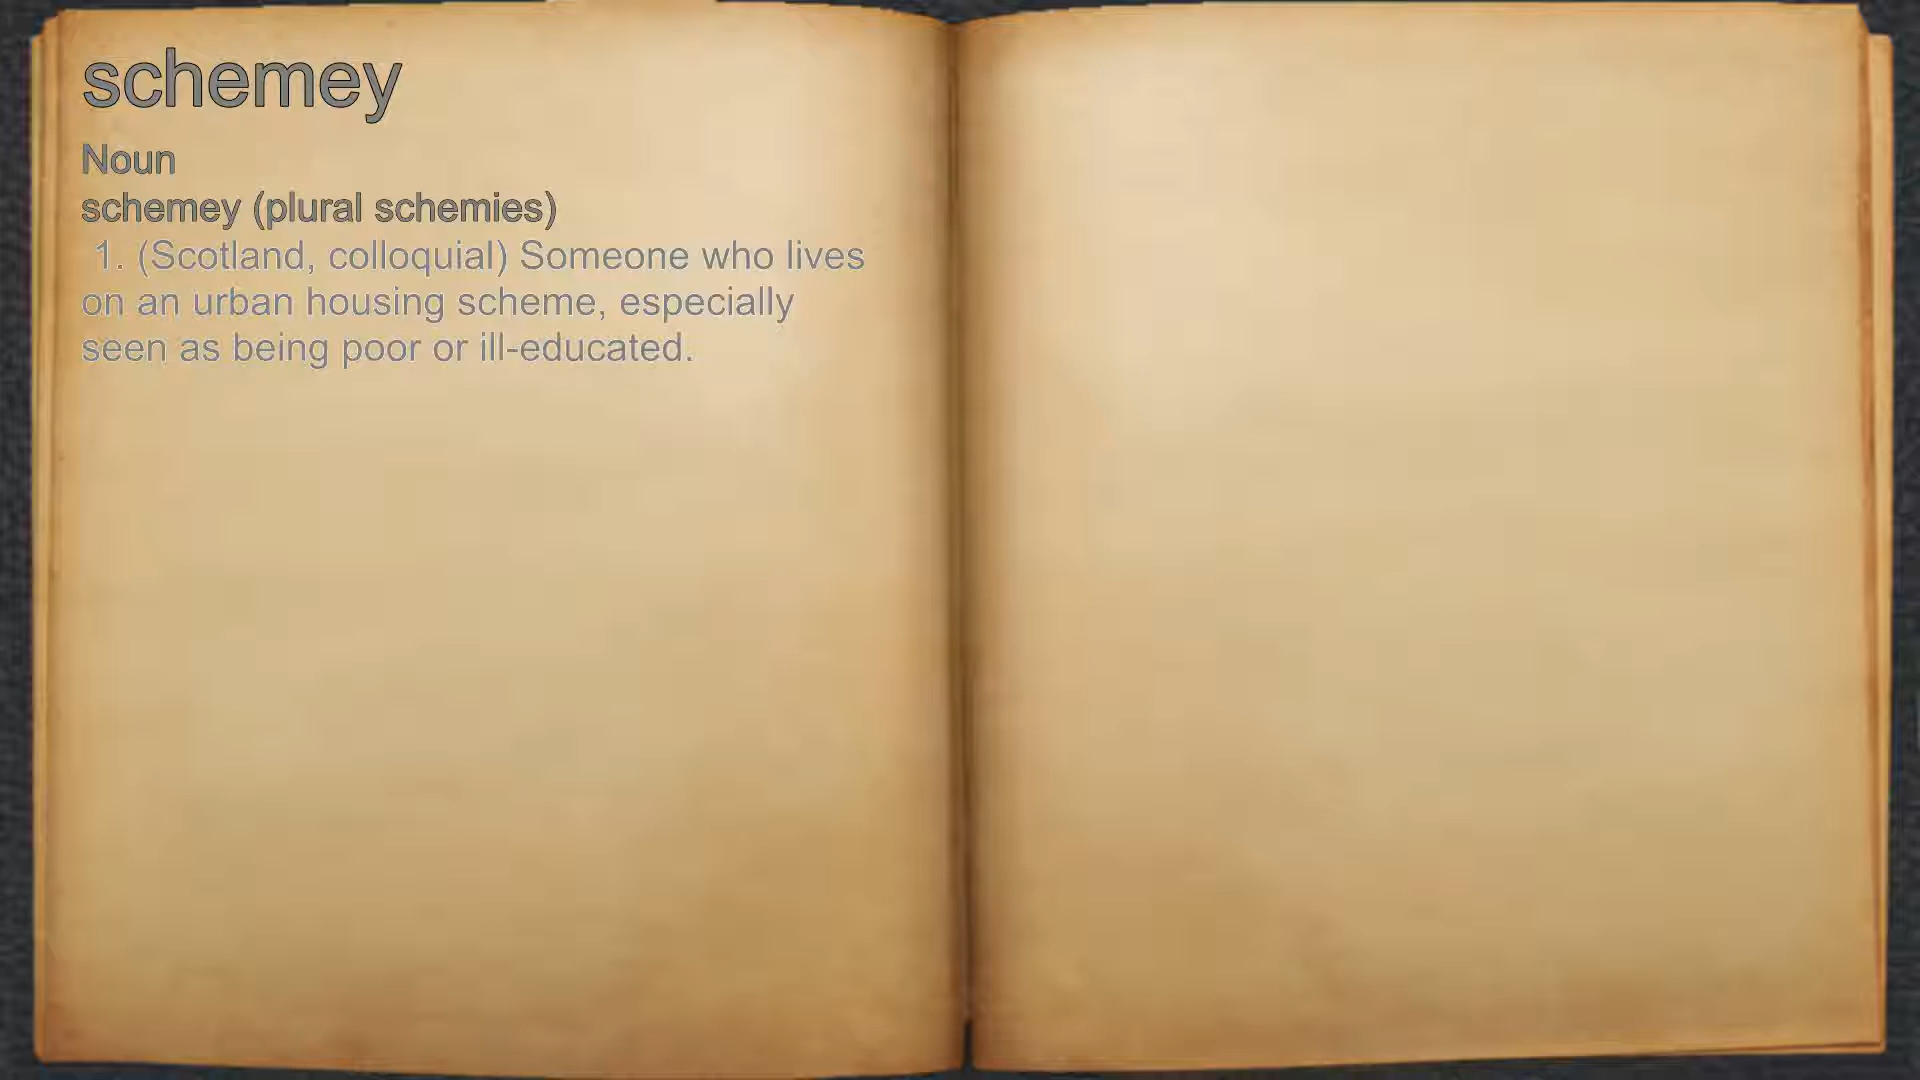 schemey
Noun
schemey (plural schemies)
1. (Scotland, colloquial) Someone who lives
on an urban housing scheme, especially
seen as being poor or ill-educated.